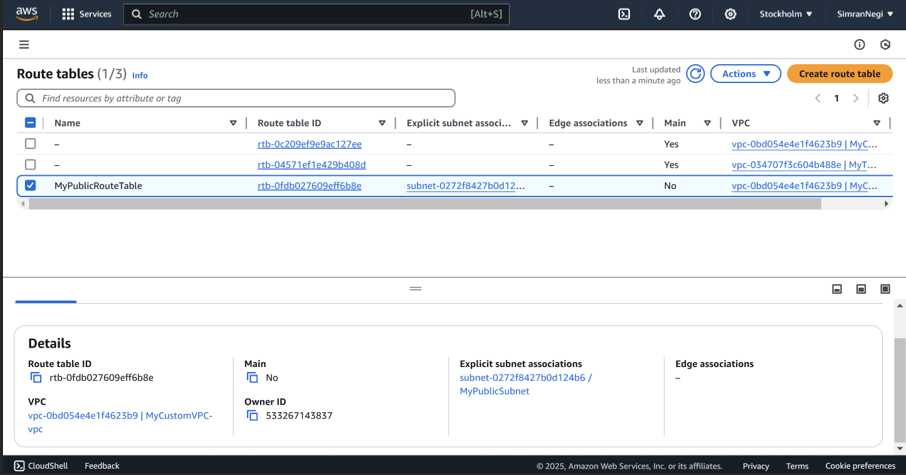 aws Services Search [Alt+S] Stockholm SimranNegi
Route tables (1/3) Info
Last updated
less than a minute ago
Actions
Create route table
Find resources by attribute or tag
1
Name Route table ID Explicit subnet associ... Edge associations Main VPC
– rtb-0c209ef9e9ac127ee – – Yes vpc-0bd054e4e1f4623b9 | MyC...
– rtb-04571ef1e429b408d – – Yes vpc-034707f3c604b488e | MyT...
MyPublicRouteTable rtb-0fdb027609eff6b8e subnet-0272f8427b0d12... – No vpc-0bd054e4e1f4623b9 | MyC...
Details
Route table ID
rtb-0fdb027609eff6b8e
Main
No
Explicit subnet associations
subnet-0272f8427b0d124b6 /
MyPublicSubnet
Edge associations
–
VPC
vpc-0bd054e4e1f4623b9 | MyCustomVPC-
vpc
Owner ID
533267143837
CloudShell Feedback © 2025, Amazon Web Services, Inc. or its affiliates. Privacy Terms Cookie preferences